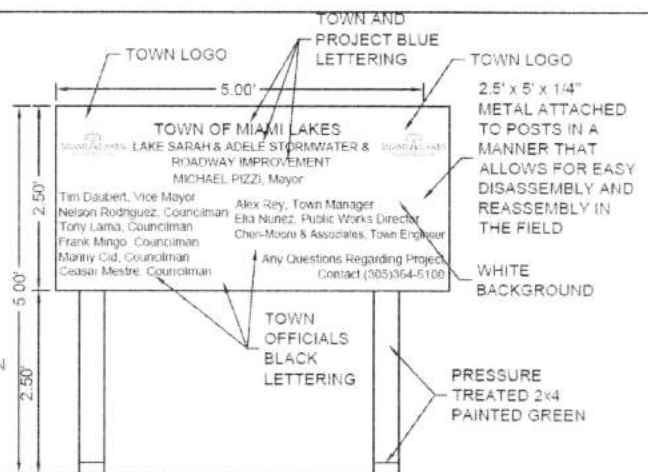 TOWN AND
PROJECT BLUE
LETTERING
TOWN LOGO
TOWN LOGO
5.00'
2.5' x 5' x 1/4"
METAL ATTACHED
TO POSTS IN A
MANNER THAT
ALLOWS FOR EASY
DISASSEMBLY AND
REASSEMBLY IN
THE FIELD
TOWN OF MIAMI LAKES
LAKE SARAH & ADELE STORMWATER &
ROADWAY IMPROVEMENT
MICHAEL PIZZI, Mayor
MIAMI LAKES
MIAMI LAKES
Tim Daubert, Vice Mayor
Nelson Rodriguez, Councilman
Tony Lama, Councilman
Frank Mingo, Councilman
Manny Cid, Councilman
Ceasar Mestre, Councilman
Alex Rey, Town Manager
Elia Nunez, Public Works Director
Chen-Moore & Associates, Town Engineer
Any Questions Regarding Project
Contact (305)364-6100
WHITE
BACKGROUND
TOWN
OFFICIALS
BLACK
LETTERING
PRESSURE
TREATED 2x4
PAINTED GREEN
2.50'
5.00'
2.50'